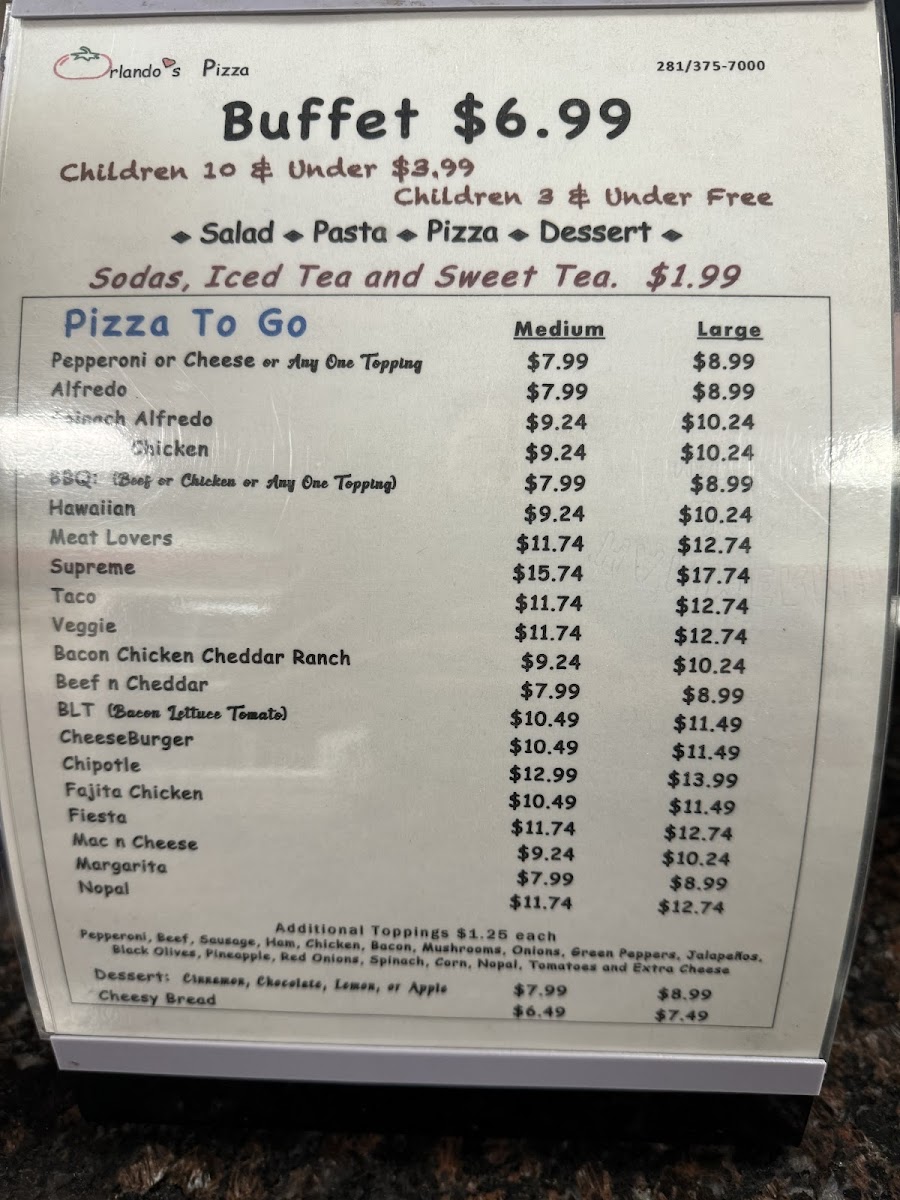 Orlando's Pizza 281/375-7000
Buffet $6.99
Children 10 & Under $3.99
Children 3 & Under Free
Salad Pasta Pizza Dessert
Sodas, Iced Tea and Sweet Tea. $1.99
Pizza To Go Medium Large
Pepperoni or Cheese or Any One Topping $7.99 $8.99
Alfredo $7.99 $8.99
Spinach Alfredo $9.24 $10.24
Chicken $9.24 $10.24
BBQ: (Beef or Chicken or Any One Topping) $7.99 $8.99
Hawaiian $9.24 $10.24
Meat Lovers $11.74 $12.74
Supreme $15.74 $17.74
Taco $11.74 $12.74
Veggie $11.74 $12.74
Bacon Chicken Cheddar Ranch $9.24 $10.24
Beef n Cheddar $7.99 $8.99
BLT (Bacon Lettuce Tomato) $10.49 $11.49
CheeseBurger $10.49 $11.49
Chipotle $12.99 $13.99
Fajita Chicken $10.49 $11.49
Fiesta $11.74 $12.74
Mac n Cheese $9.24 $10.24
Margarita $7.99 $8.99
Nopal $11.74 $12.74
Additional Toppings $1.25 each
Pepperoni, Beef, Sausage, Ham, Chicken, Bacon, Mushrooms, Onions, Green Peppers, Jalapeños,
Black Olives, Pineapple, Red Onions, Spinach, Corn, Nopal, Tomatoes and Extra Cheese
Dessert: Cinnamon, Chocolate, Lemon, or Apple $7.99 $8.99
Cheesy Bread $6.49 $7.49